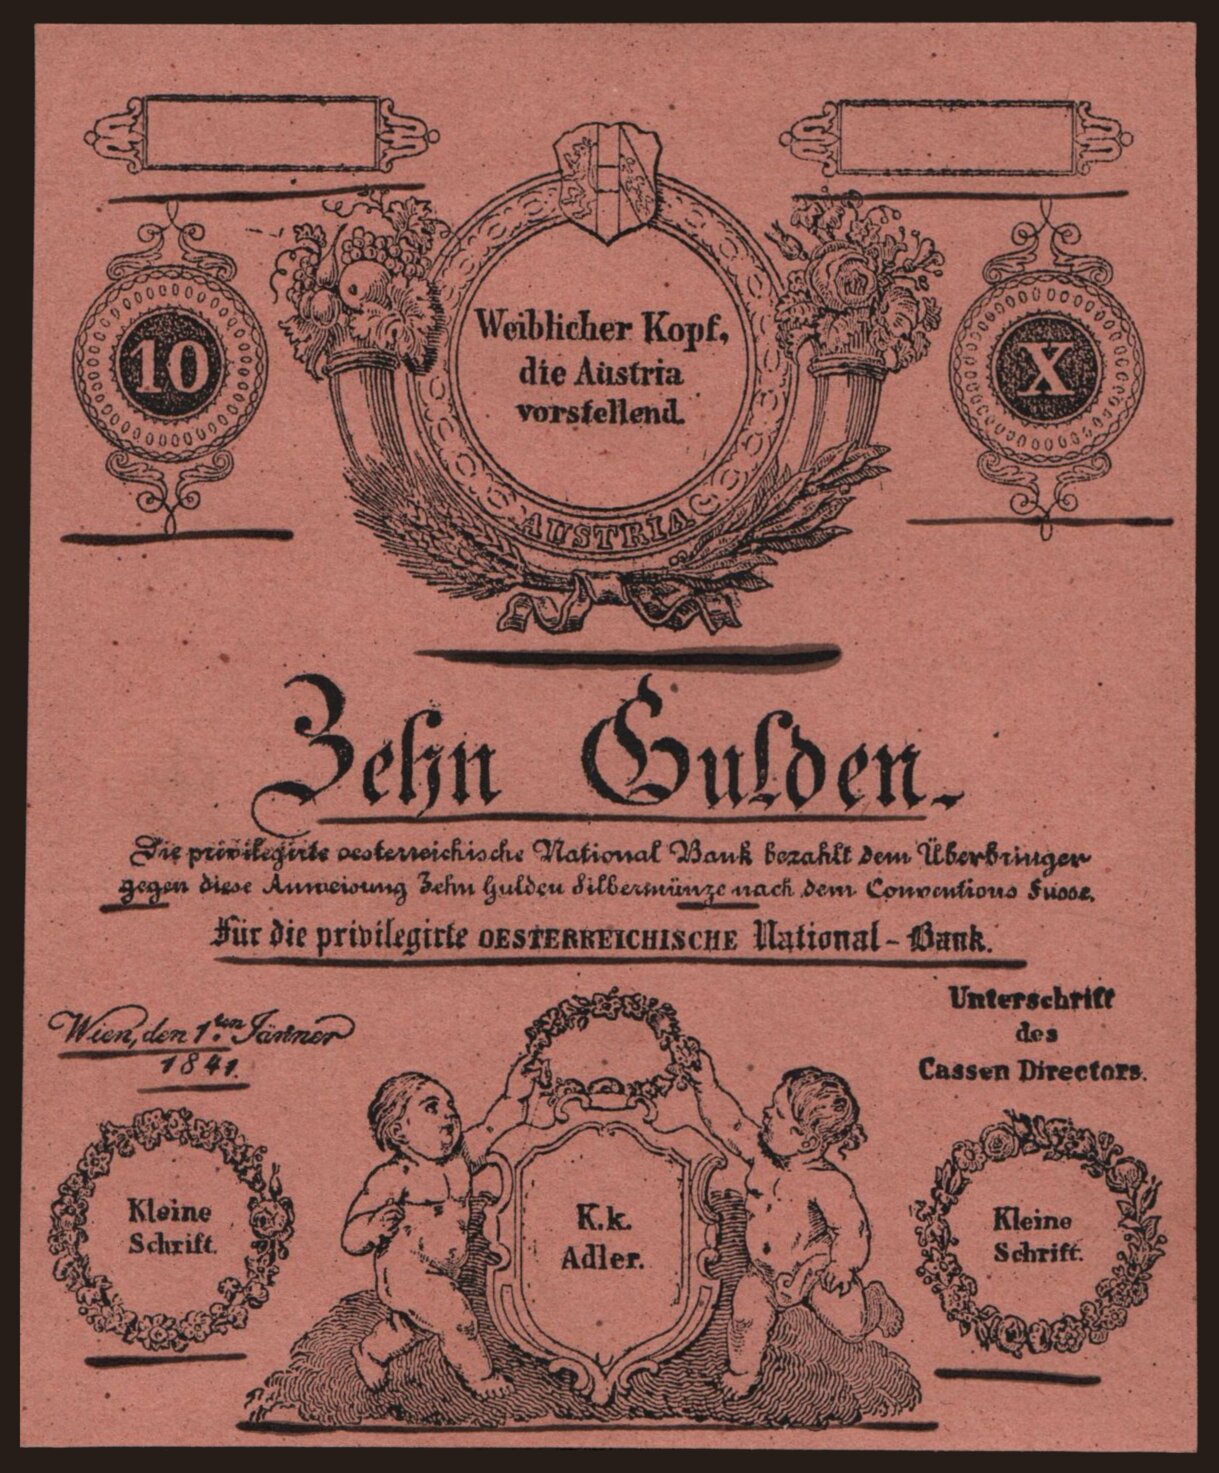 10
Weiblicher Kopf,
die Austria
vorstellend.
X
AUSTRIA
Zehn Gulden.
Die privilegirte oesterreichische National Bank bezahlt dem Überbringer
gegen diese Anweisung Zehn Gulden Silbermünze nach dem Conventions Fusse.
Für die privilegirte OESTERREICHISCHE National-Bank.
Wien, den 1.ten Jänner
1841.
Unterschrift
des
Cassen Directors.
Kleine
Schrift.
K.k.
Adler.
Kleine
Schrift.